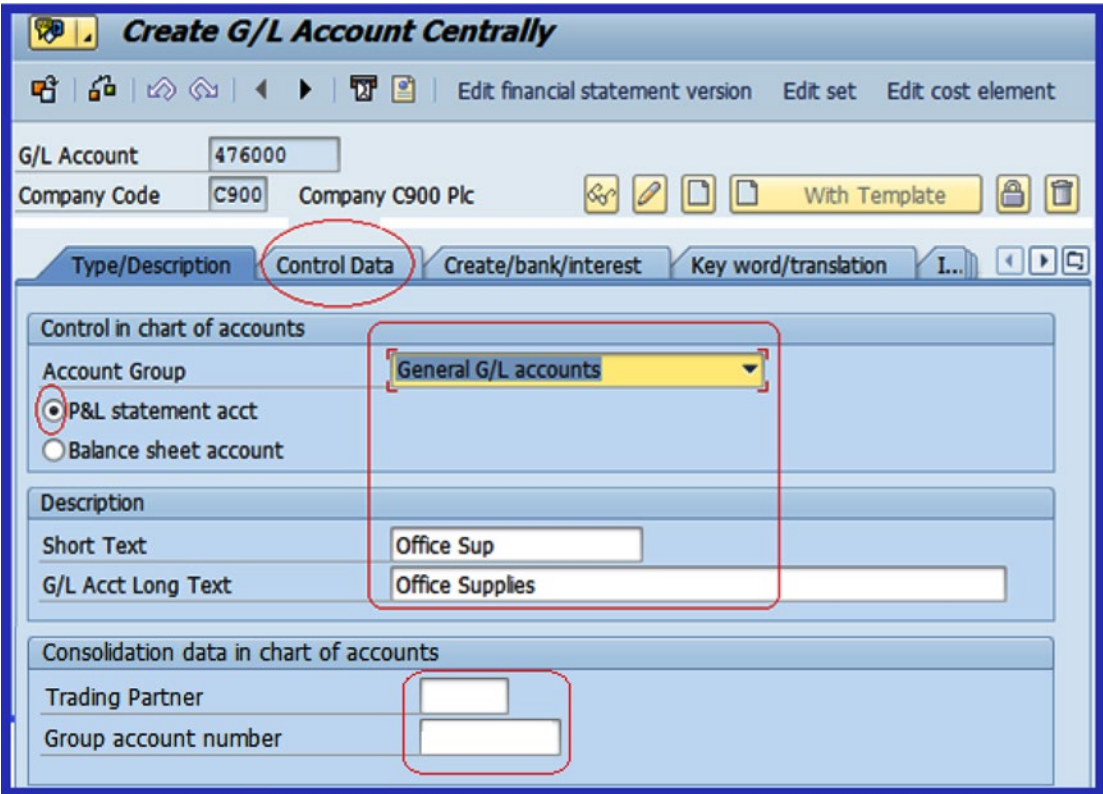 Create G/L Account Centrally
Edit financial statement version Edit set Edit cost element
G/L Account 476000
Company Code C900 Company C900 Plc With Template
Type/Description Control Data Create/bank/interest Key word/translation I...
Control in chart of accounts
Account Group General G/L accounts
P&L statement acct
Balance sheet account
Description
Short Text Office Sup
G/L Acct Long Text Office Supplies
Consolidation data in chart of accounts
Trading Partner
Group account number